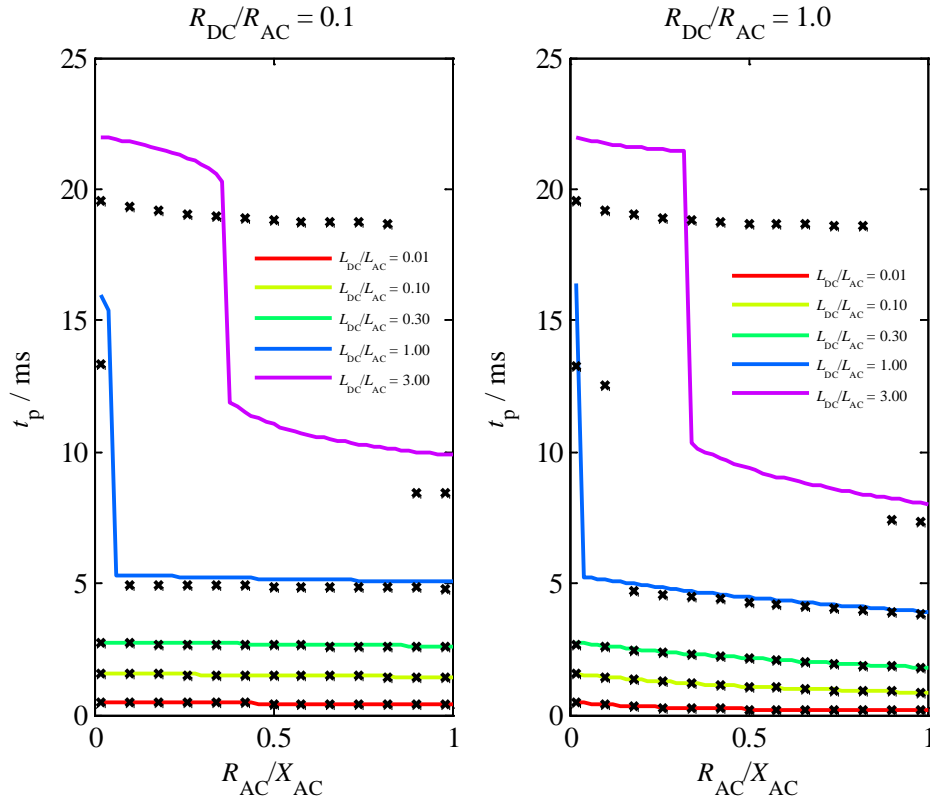 R_DC/R_AC = 0.1
25
20
15
10
5
0
t_p / ms
L_DC/L_AC = 0.01
L_DC/L_AC = 0.10
L_DC/L_AC = 0.30
L_DC/L_AC = 1.00
L_DC/L_AC = 3.00
0 0.5 1
R_AC/X_AC
R_DC/R_AC = 1.0
25
20
15
10
5
0
t_p / ms
L_DC/L_AC = 0.01
L_DC/L_AC = 0.10
L_DC/L_AC = 0.30
L_DC/L_AC = 1.00
L_DC/L_AC = 3.00
0 0.5 1
R_AC/X_AC